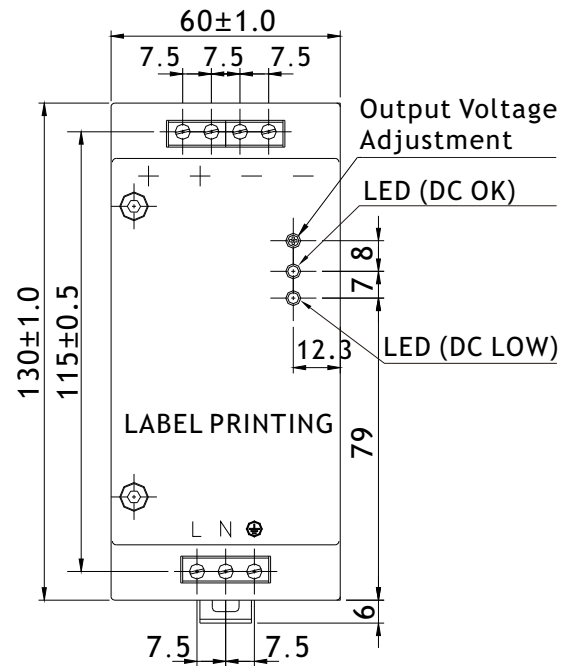 60±1.0
7.5 7.5 7.5
Output Voltage
Adjustment
+ + − −
LED (DC OK)
8
7
130±1.0
115±0.5
12.3
LED (DC LOW)
79
LABEL PRINTING
L N ⏚
6
7.5 7.5